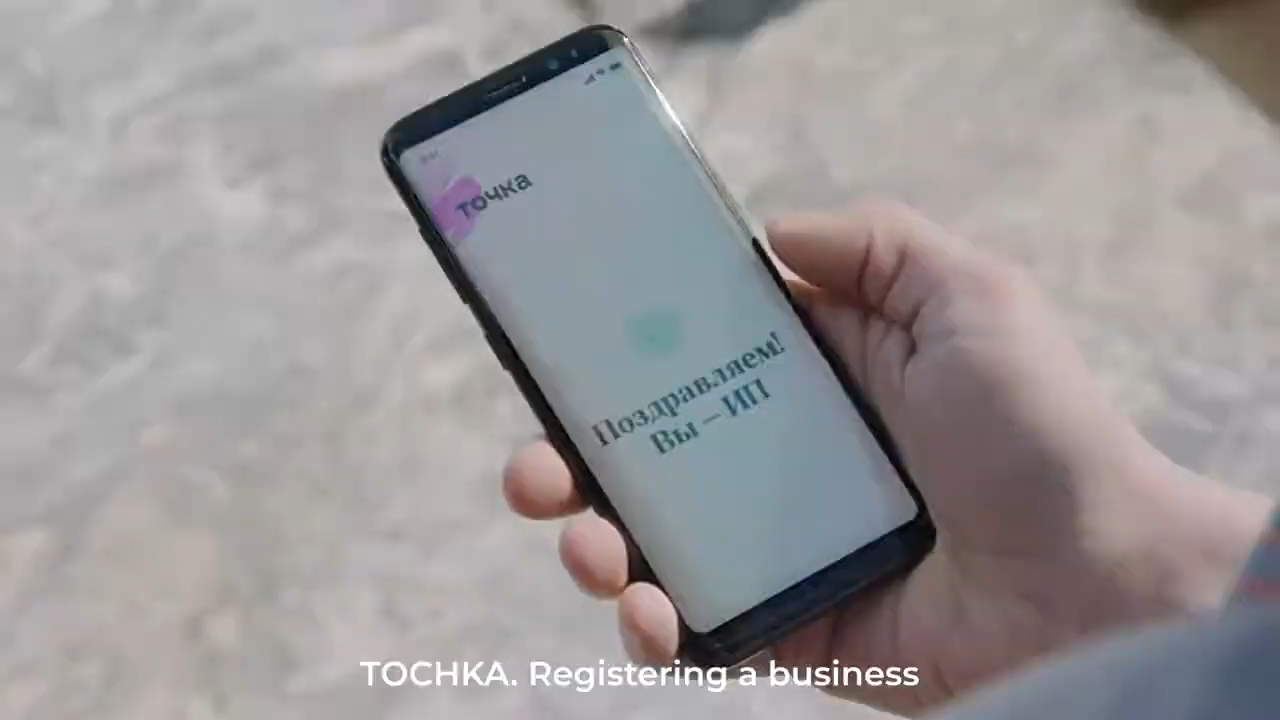 точка
Поздравляем!
Вы – ИП
TOCHKA. Registering a business